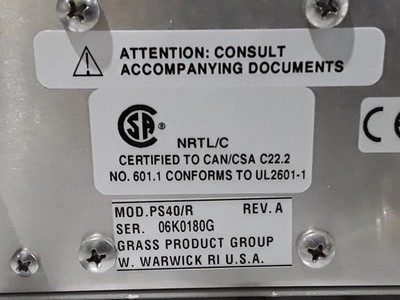 ATTENTION: CONSULT
ACCOMPANYING DOCUMENTS
CSA ®
NRTL/C
CERTIFIED TO CAN/CSA C22.2
NO. 601.1 CONFORMS TO UL2601-1
CE
MOD.PS40/R REV. A
SER. 06K0180G
GRASS PRODUCT GROUP
W. WARWICK RI U.S.A.